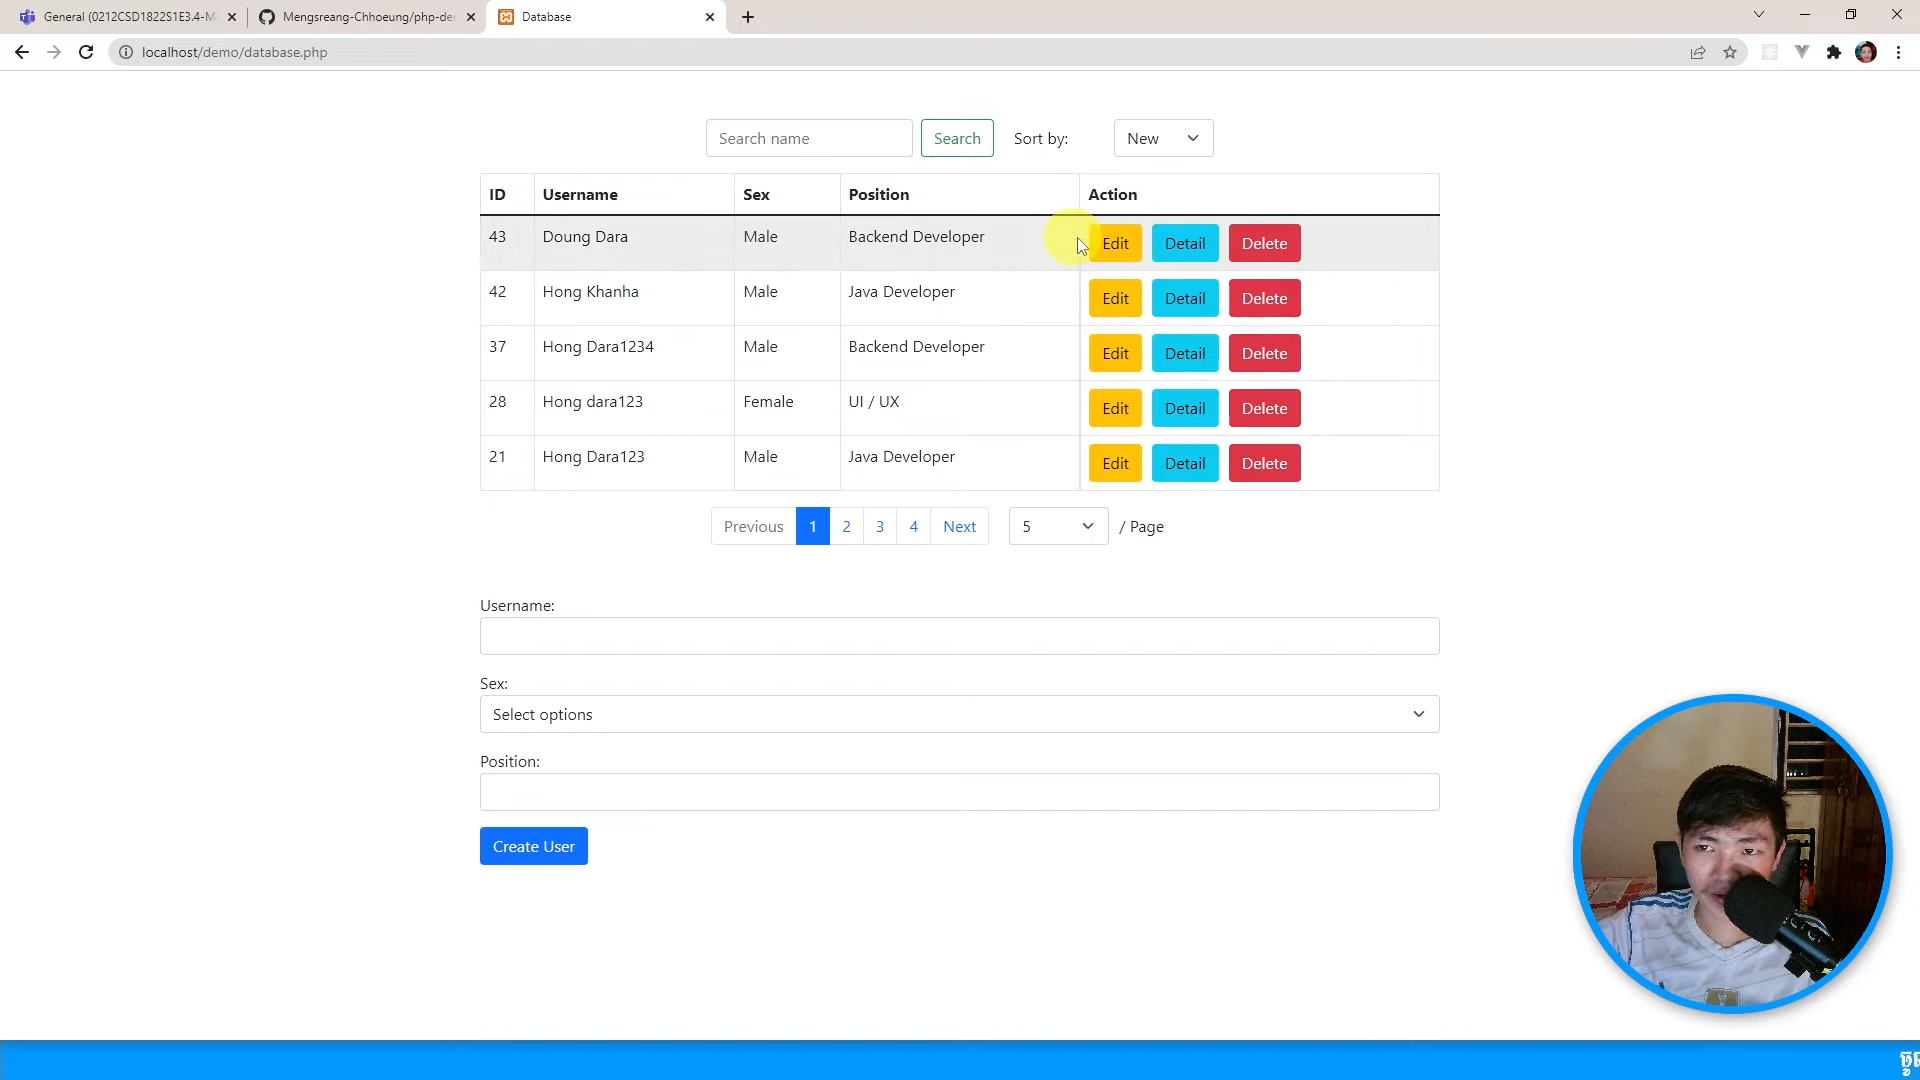 General (0212CSD1822S1E3.4-M
Mengsreang-Chhoeung/php-der
Database
localhost/demo/database.php
Search name
Search
Sort by:
New
ID Username Sex Position Action
43 Doung Dara Male Backend Developer Edit Detail Delete
42 Hong Khanha Male Java Developer Edit Detail Delete
37 Hong Dara1234 Male Backend Developer Edit Detail Delete
28 Hong dara123 Female UI / UX Edit Detail Delete
21 Hong Dara123 Male Java Developer Edit Detail Delete
Previous 1 2 3 4 Next 5 / Page
Username:
Sex:
Select options
Position:
Create User